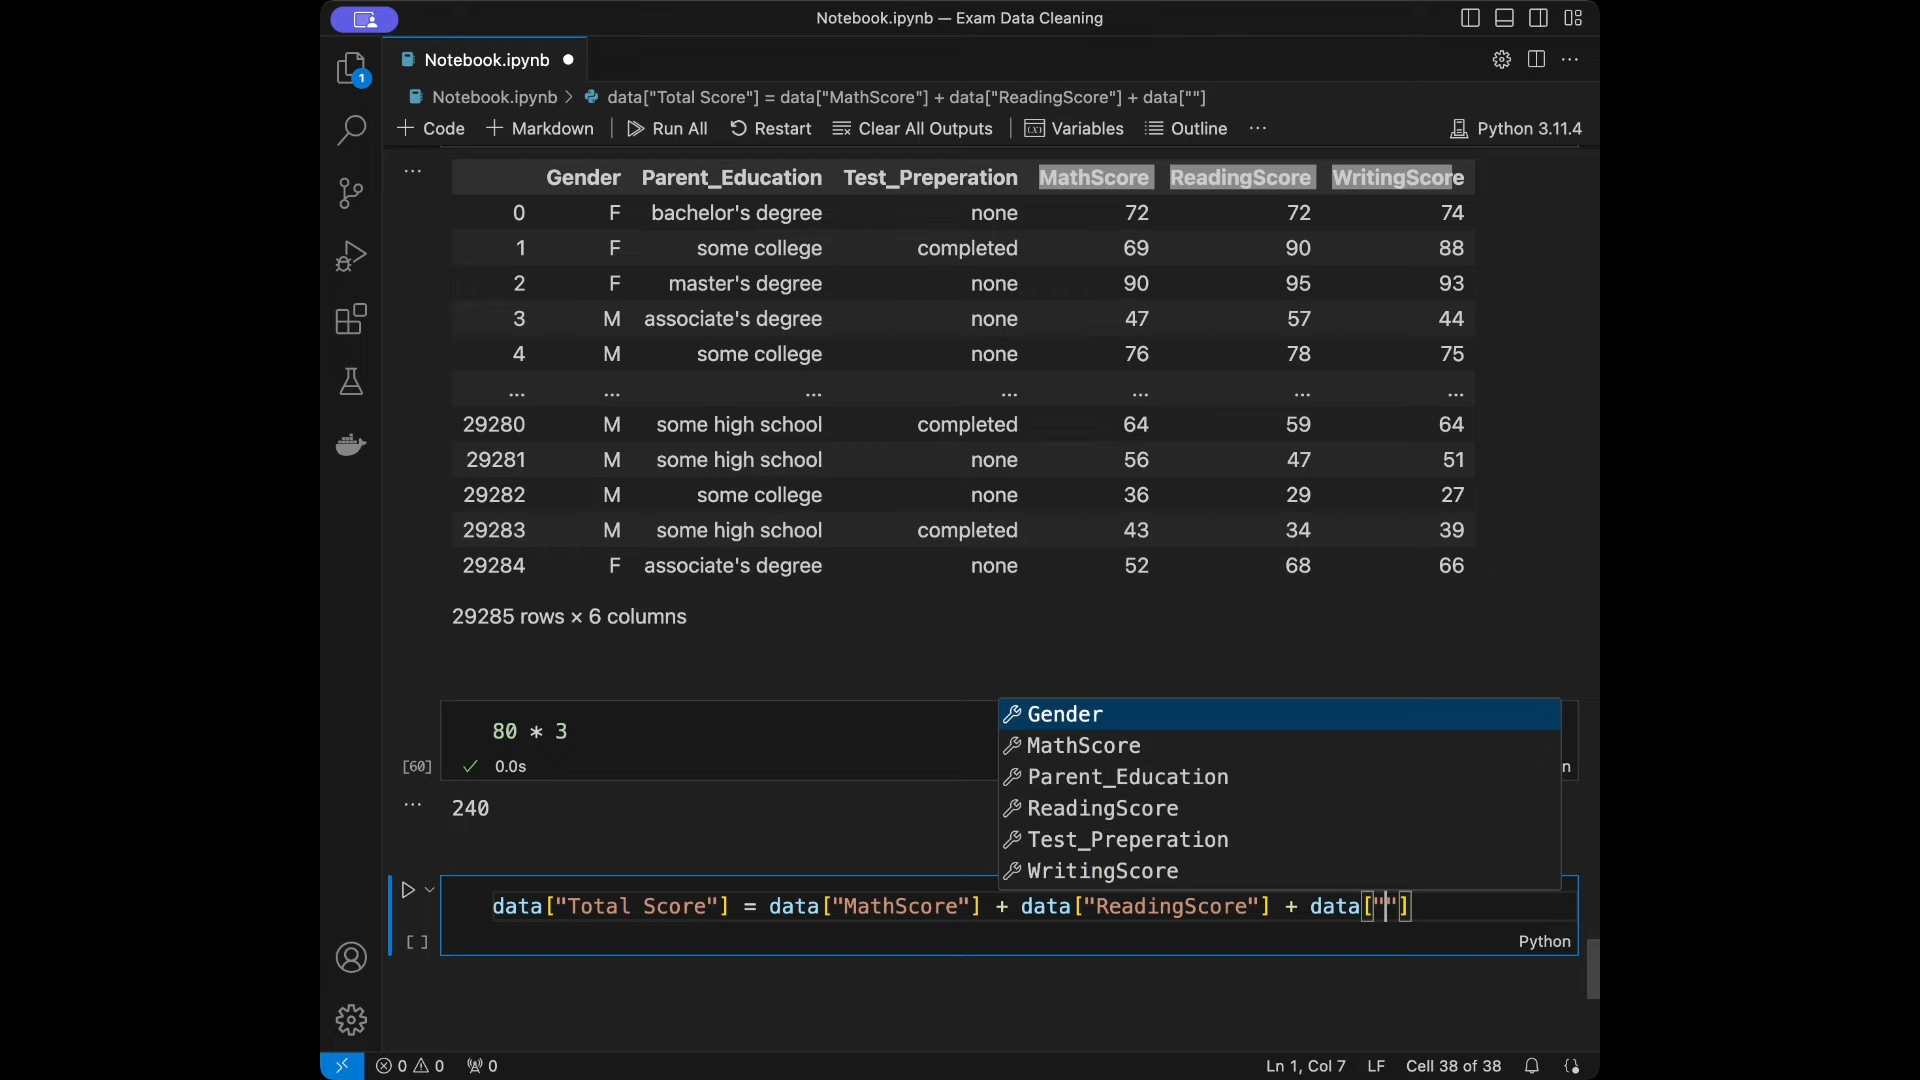 Notebook.ipynb — Exam Data Cleaning
1
Notebook.ipynb
Notebook.ipynb > data["Total Score"] = data["MathScore"] + data["ReadingScore"] + data[""]
+ Code + Markdown Run All Restart Clear All Outputs Variables Outline ... Python 3.11.4
...
Gender Parent_Education Test_Preperation MathScore ReadingScore WritingScore
0 F bachelor's degree none 72 72 74
1 F some college completed 69 90 88
2 F master's degree none 90 95 93
3 M associate's degree none 47 57 44
4 M some college none 76 78 75
... ... ... ... ... ... ...
29280 M some high school completed 64 59 64
29281 M some high school none 56 47 51
29282 M some college none 36 29 27
29283 M some high school completed 43 34 39
29284 F associate's degree none 52 68 66
29285 rows × 6 columns
80 * 3
[60] ✓ 0.0s
n
... 240
Gender
MathScore
Parent_Education
ReadingScore
Test_Preperation
WritingScore
data["Total Score"] = data["MathScore"] + data["ReadingScore"] + data[""]
[ ] Python
0 0 0 Ln 1, Col 7 LF Cell 38 of 38